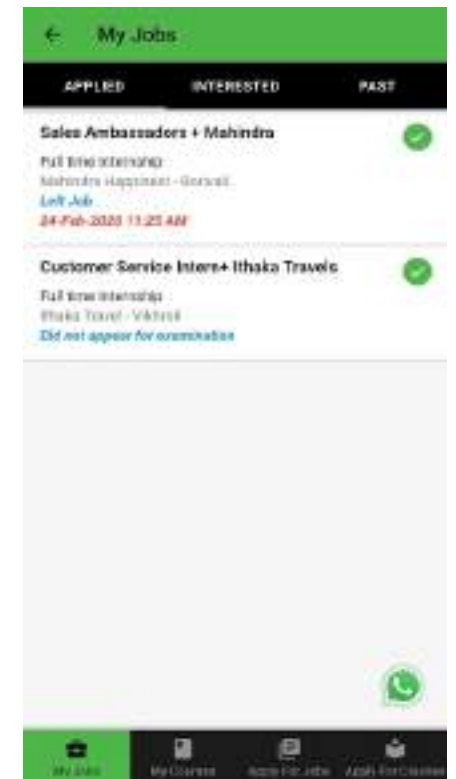 My Jobs
APPLIED INTERESTED PAST
Sales Ambassadors + Mahindra
Full time Internship
Mahindra Happinest - Borivali
Left Job
24-Feb-2020 11:25 AM
Customer Service Intern+ Ithaka Travels
Full time Internship
Ithaka Travel - Vikhroli
Did not appear for examination
My Jobs My Courses Apply For Jobs Apply For Courses